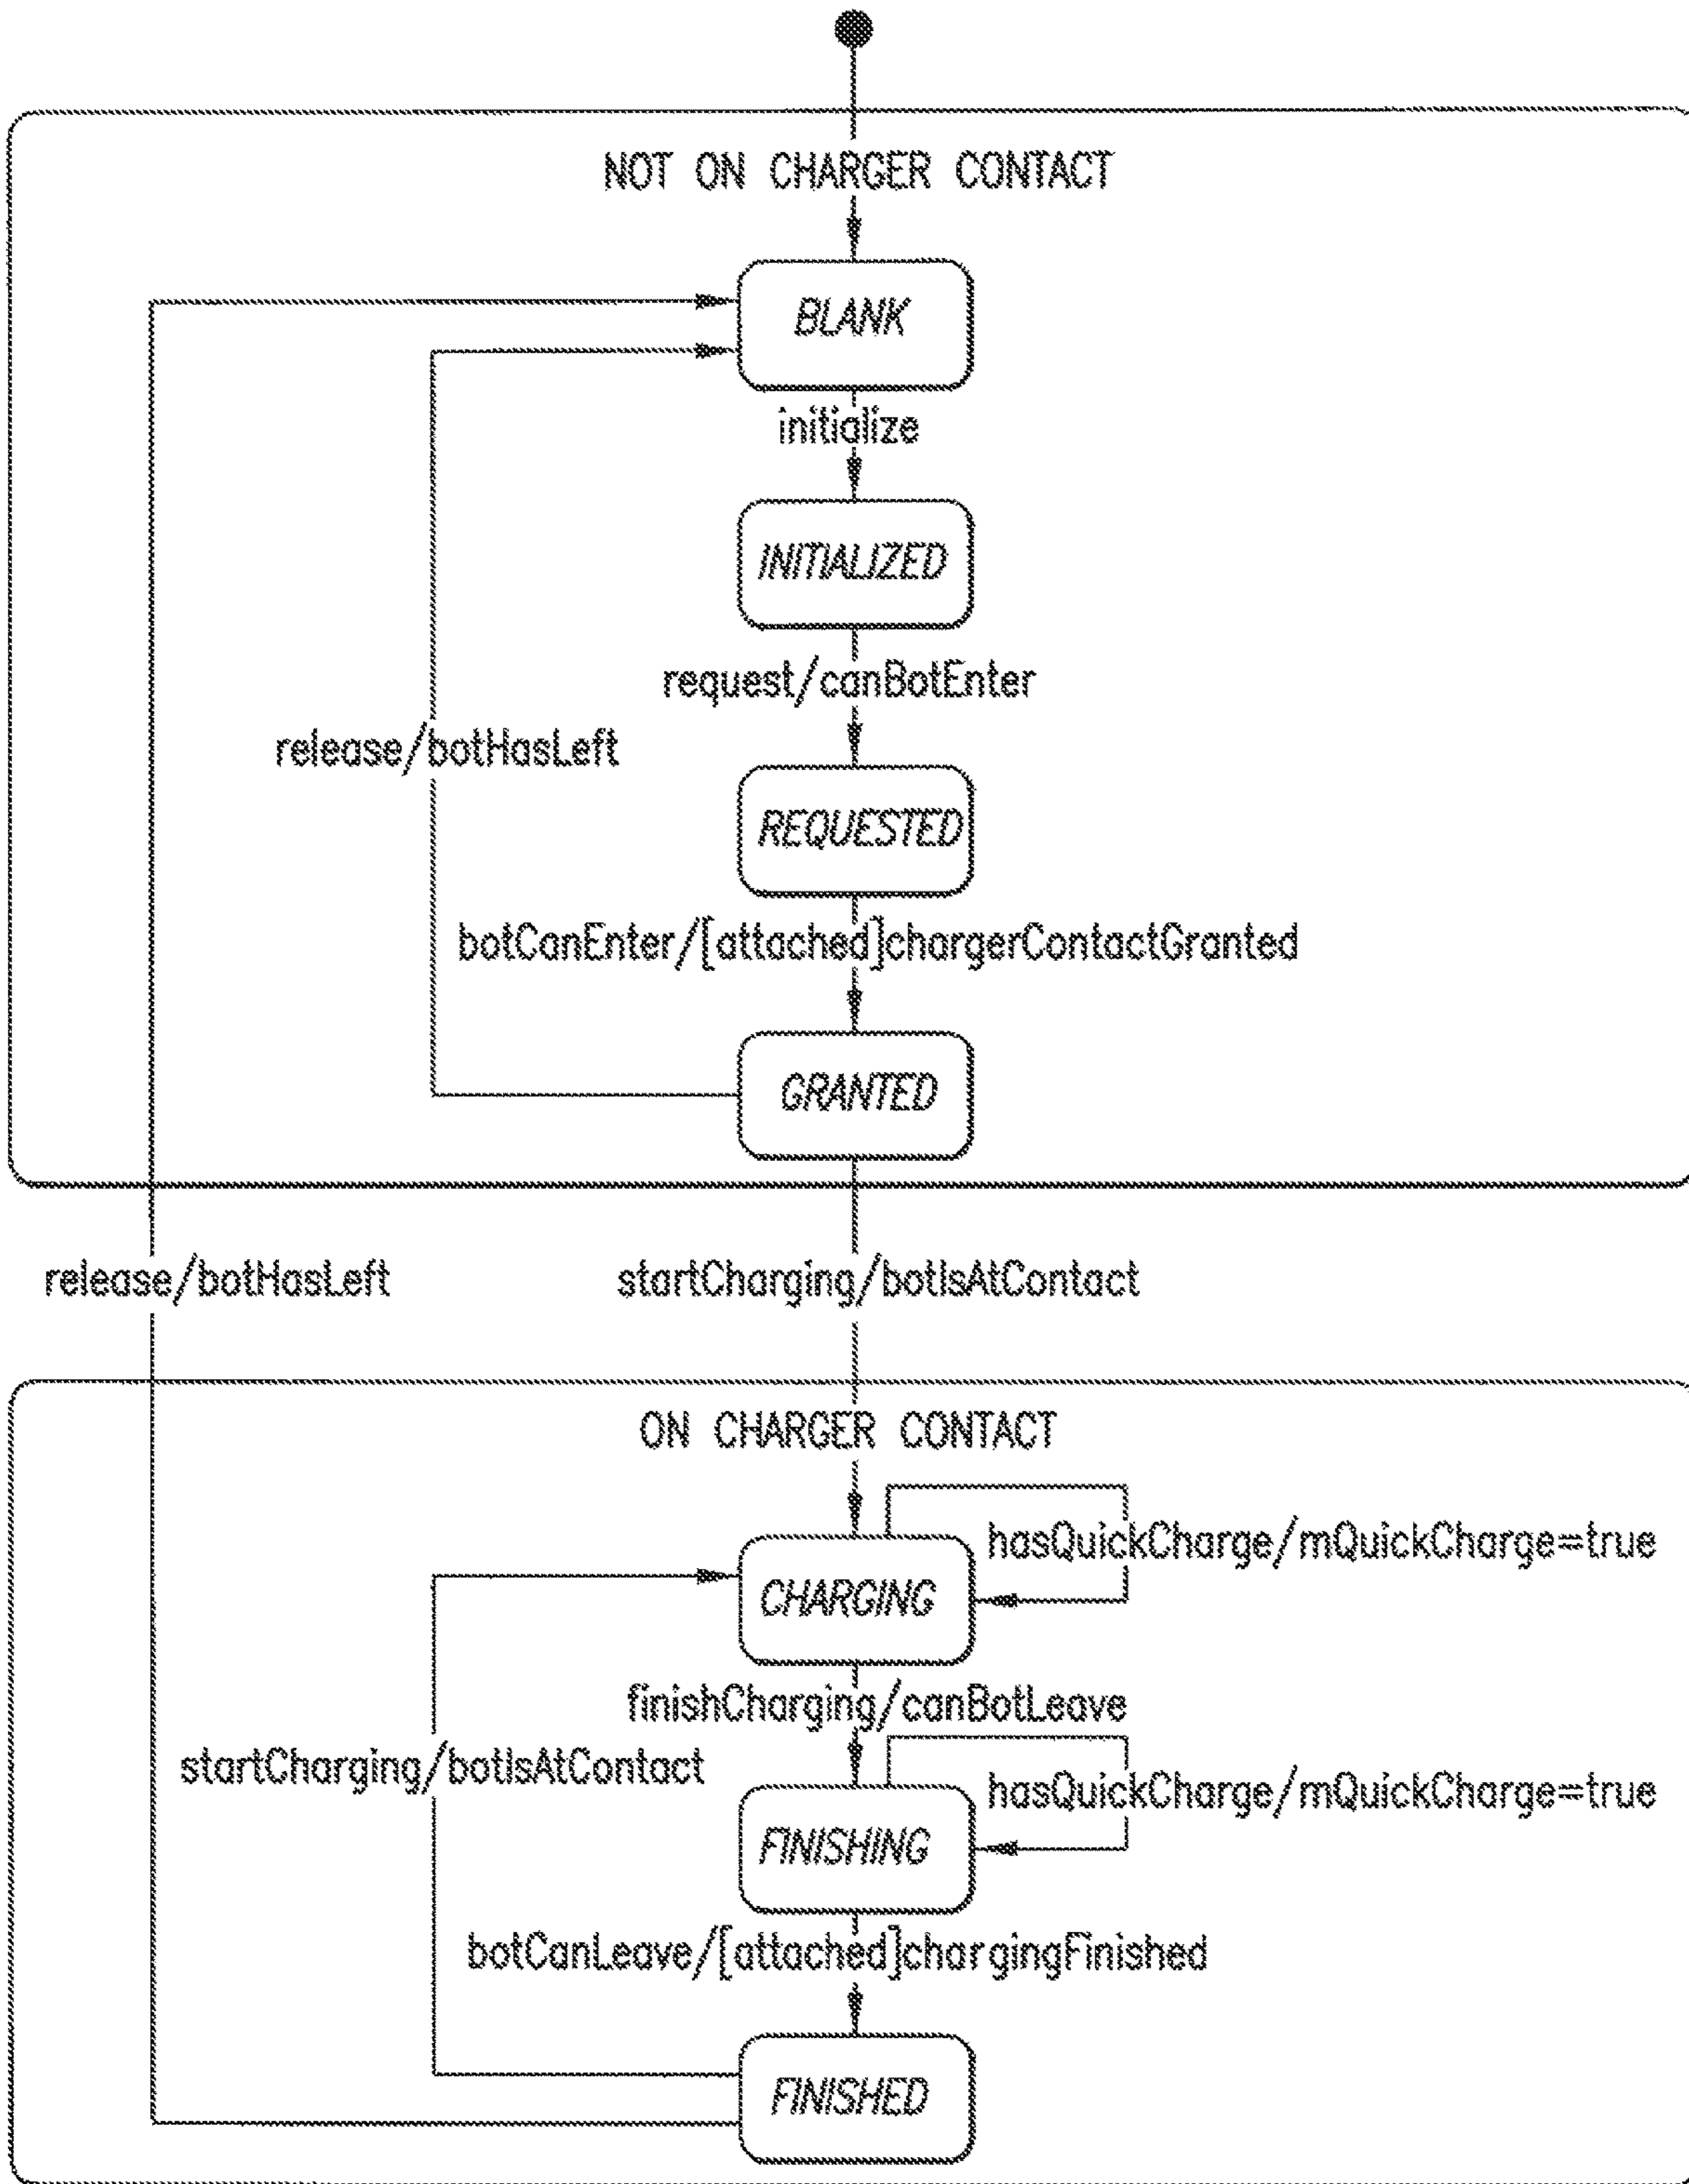 NOT ON CHARGER CONTACT
BLANK
initialize
INITIALIZED
request/canBotEnter
release/botHasLeft
REQUESTED
botCanEnter/[attached]chargerContactGranted
GRANTED
release/botHasLeft
startCharging/botIsAtContact
ON CHARGER CONTACT
hasQuickCharge/mQuickCharge=true
CHARGING
finishCharging/canBotLeave
startCharging/botIsAtContact
hasQuickCharge/mQuickCharge=true
FINISHING
botCanLeave/[attached]chargingFinished
FINISHED